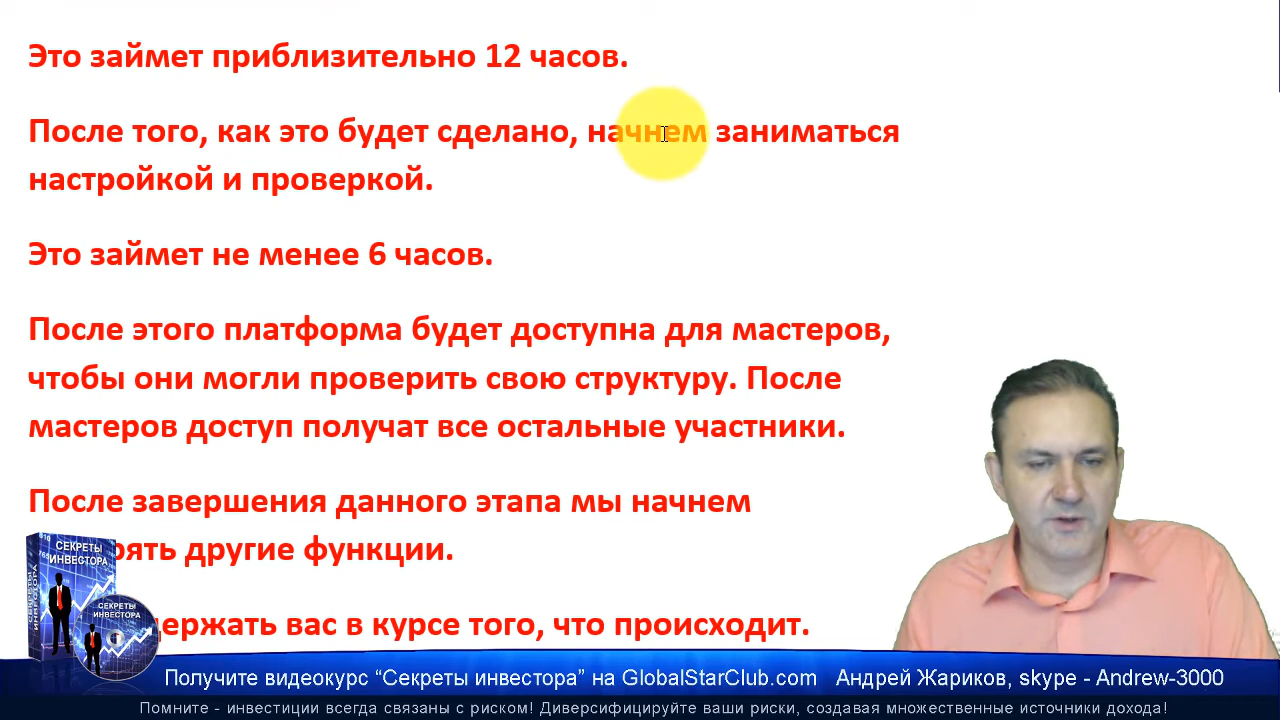 Это займет приблизительно 12 часов.
После того, как это будет сделано, начнем заниматься
настройкой и проверкой.
Это займет не менее 6 часов.
После этого платформа будет доступна для мастеров,
чтобы они могли проверить свою структуру. После
мастеров доступ получат все остальные участники.
После завершения данного этапа мы начнем
другие функции.
вас в курсе того, что происходит.
СЕКРЕТЫ
ИНВЕСТОРА
СЕКРЕТЫ
ИНВЕСТОРА
Получите видеокурс “Секреты инвестора” на GlobalStarClub.com Андрей Жариков, skype - Andrew-3000
Помните - инвестиции всегда связаны с риском! Диверсифицируйте ваши риски, создавая множественные источники дохода!